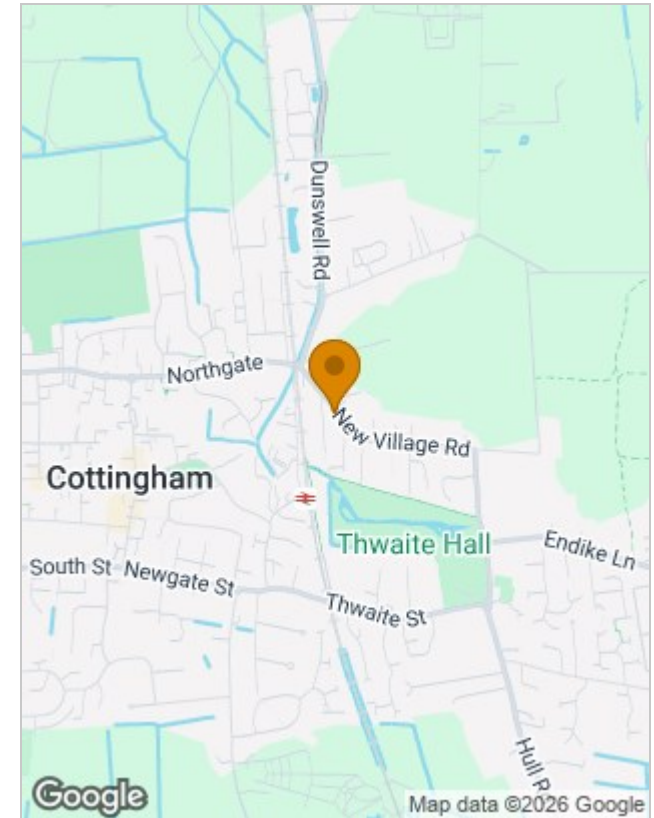 Dunswell Rd
Northgate
New Village Rd
Cottingham
Thwaite Hall
Endike Ln
South St
Newgate St
Thwaite St
Hull R
Google
Map data ©2026 Google